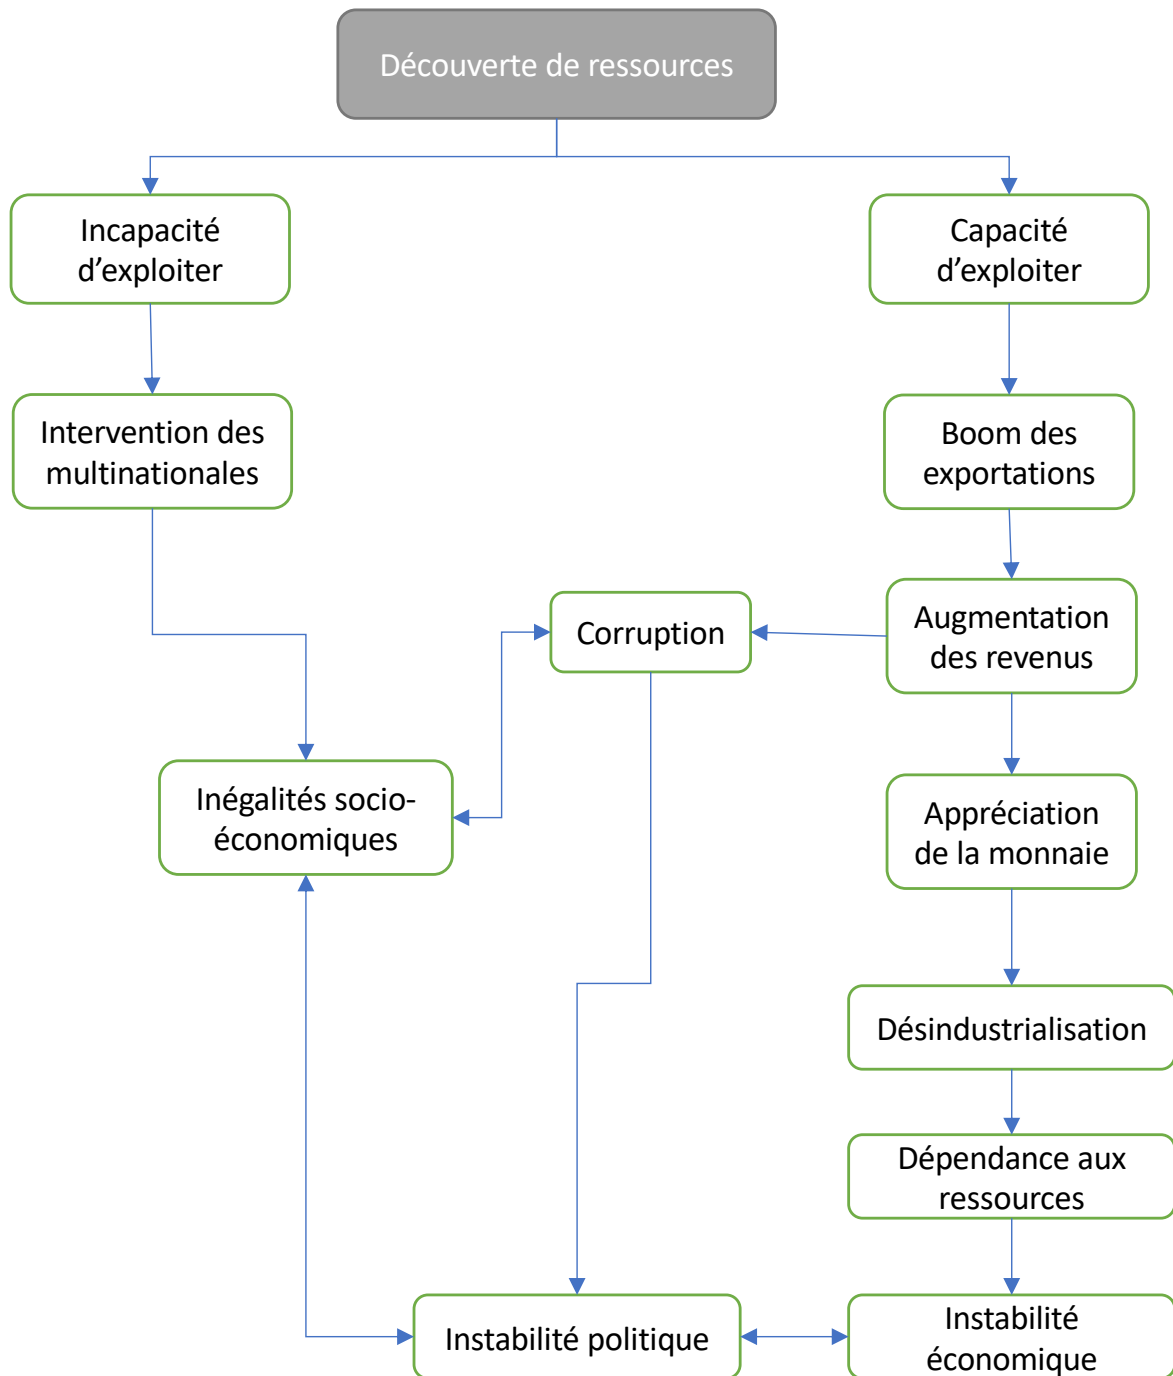 Découverte de ressources
Incapacité
d’exploiter
Capacité
d’exploiter
Intervention des
multinationales
Boom des
exportations
Corruption
Augmentation
des revenus
Inégalités socio-
économiques
Appréciation
de la monnaie
Désindustrialisation
Dépendance aux
ressources
Instabilité politique
Instabilité
économique